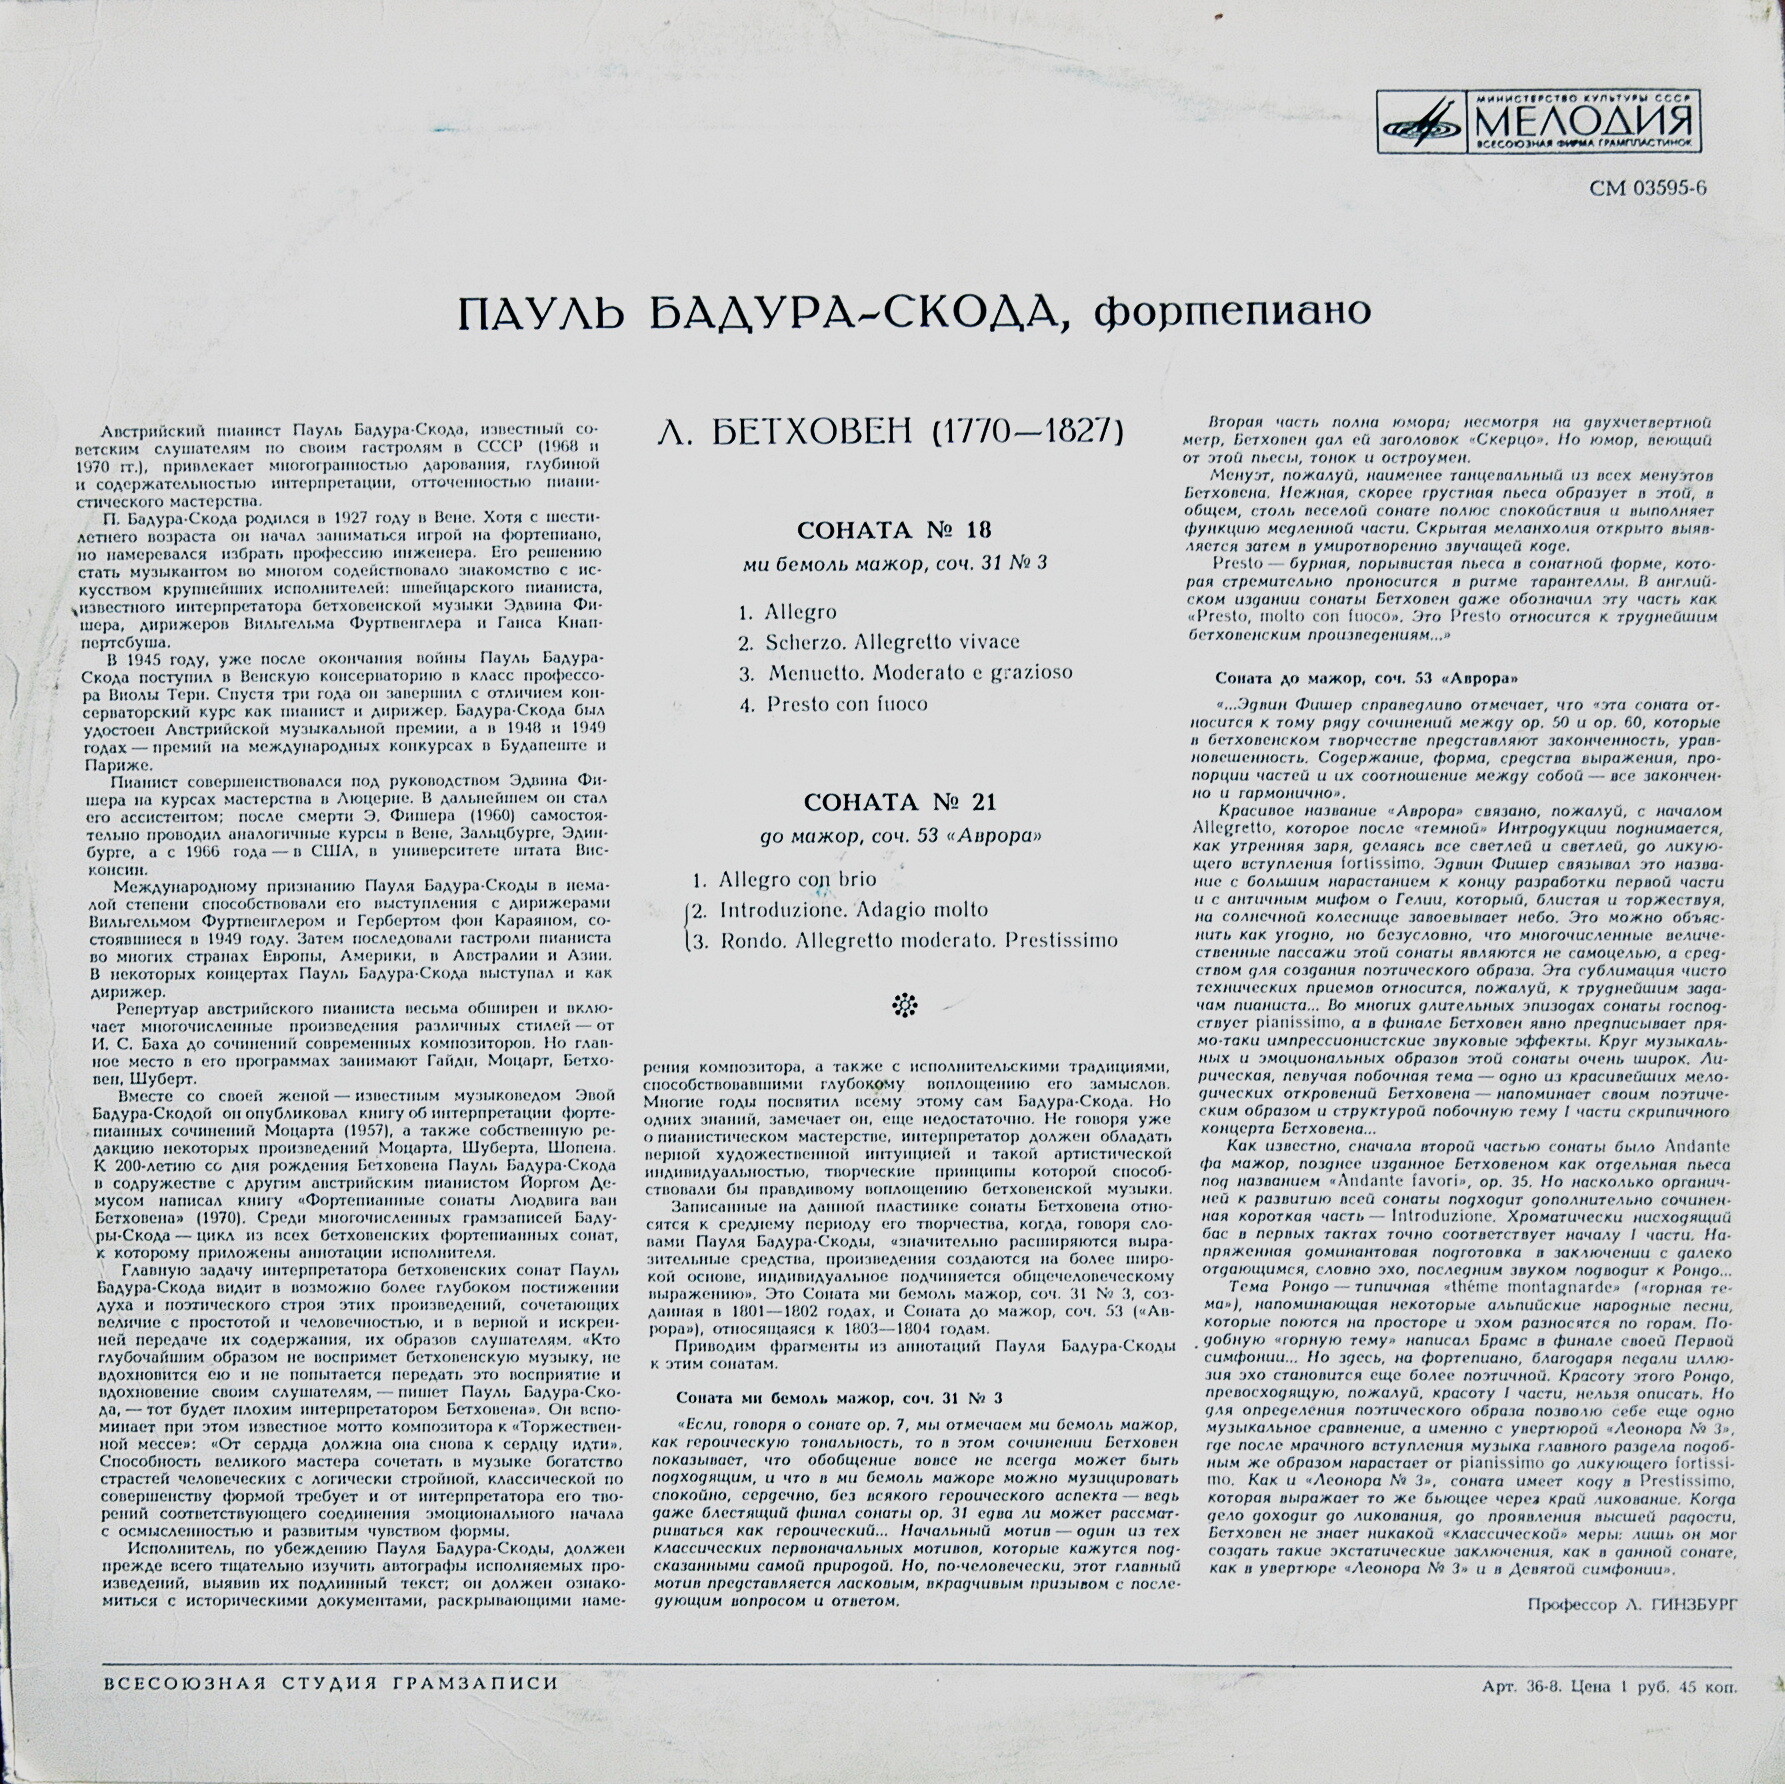 МИНИСТЕРСТВО КУЛЬТУРЫ СССР
МЕЛОДИЯ
ВСЕСОЮЗНАЯ ФИРМА ГРАМПЛАСТИНОК
СМ 03595-6
ПАУЛЬ БАДУРА-СКОДА, фортепиано
Австрийский пианист Пауль Бадура-Скода, известный со-
ветским слушателям по своим гастролям в СССР (1968 и
1970 гг.), привлекает многогранностью дарования, глубиной
и содержательностью интерпретации, отточенностью пиани-
стического мастерства.
П. Бадура-Скода родился в 1927 году в Вене. Хотя с шести-
летнего возраста он начал заниматься игрой на фортепиано,
но намеревался избрать профессию инженера. Его решению
стать музыкантом во многом содействовало знакомство с ис-
кусством крупнейших исполнителей: швейцарского пианиста,
известного интерпретатора бетховенской музыки Эдвина Фи-
шера, дирижеров Вильгельма Фуртвенглера и Ганса Кнап-
пертсбуша.
В 1945 году, уже после окончания войны Пауль Бадура-
Скода поступил в Венскую консерваторию в класс профессо-
ра Виолы Терн. Спустя три года он завершил с отличием кон-
серваторский курс как пианист и дирижер. Бадура-Скода был
удостоен Австрийской музыкальной премии, а в 1948 и 1949
годах — премий на международных конкурсах в Будапеште и
Париже.
Пианист совершенствовался под руководством Эдвина Фи-
шера на курсах мастерства в Люцерне. В дальнейшем он стал
его ассистентом; после смерти Э. Фишера (1960) самостоя-
тельно проводил аналогичные курсы в Вене, Зальцбурге, Эдин-
бурге, а с 1966 года — в США, в университете штата Вис-
консин.
Международному признанию Пауля Бадура-Скоды в нема-
лой степени способствовали его выступления с дирижерами
Вильгельмом Фуртвенглером и Гербертом фон Караяном, со-
стоявшиеся в 1949 году. Затем последовали гастроли пианиста
во многих странах Европы, Америки, в Австралии и Азии.
В некоторых концертах Пауль Бадура-Скода выступал и как
дирижер.
Репертуар австрийского пианиста весьма обширен и вклю-
чает многочисленные произведения различных стилей — от
И. С. Баха до сочинений современных композиторов. Но глав-
ное место в его программах занимают Гайдн, Моцарт, Бетхо-
вен, Шуберт.
Вместе со своей женой — известным музыковедом Эвой
Бадура-Скодой он опубликовал книгу об интерпретации форте-
пианных сочинений Моцарта (1957), а также собственную ре-
дакцию некоторых произведений Моцарта, Шуберта, Шопена.
К 200-летию со дня рождения Бетховена Пауль Бадура-Скода
в содружестве с другим австрийским пианистом Йоргом Де-
мусом написал книгу «Фортепианные сонаты Людвига ван
Бетховена» (1970). Среди многочисленных грамзаписей Баду-
ры-Скода — цикл из всех бетховенских фортепианных сонат,
к которому приложены аннотации исполнителя.
Главную задачу интерпретатора бетховенских сонат Пауль
Бадура-Скода видит в возможно более глубоком постижении
духа и поэтического строя этих произведений, сочетающих
величие с простотой и человечностью, и в верной и искрен-
ней передаче их содержания, их образов слушателям. «Кто
глубочайшим образом не воспримет бетховенскую музыку, не
вдохновится ею и не попытается передать это восприятие и
вдохновение своим слушателям, — пишет Пауль Бадура-Ско-
да, — тот будет плохим интерпретатором Бетховена». Он вспо-
минает при этом известное мотто композитора к «Торжествен-
ной мессе»: «От сердца должна она снова к сердцу идти».
Способность великого мастера сочетать в музыке богатство
страстей человеческих с логически стройной, классической по
совершенству формой требует и от интерпретатора его тво-
рений соответствующего соединения эмоционального начала
с осмысленностью и развитым чувством формы.
Исполнитель, по убеждению Пауля Бадура-Скоды, должен
прежде всего тщательно изучить автографы исполняемых про-
изведений, выявив их подлинный текст; он должен ознако-
миться с историческими документами, раскрывающими наме-
Л. БЕТХОВЕН (1770—1827)
СОНАТА № 18
ми бемоль мажор, соч. 31 № 3
1. Allegro
2. Scherzo. Allegretto vivace
3. Menuetto. Moderato e grazioso
4. Presto con fuoco
СОНАТА № 21
до мажор, соч. 53 «Аврора»
1. Allegro con brio
2. Introduzione. Adagio molto
3. Rondo. Allegretto moderato. Prestissimo
рения композитора, а также с исполнительскими традициями,
способствовавшими глубокому воплощению его замыслов.
Многие годы посвятил всему этому сам Бадура-Скода. Но
одних знаний, замечает он, еще недостаточно. Не говоря уже
о пианистическом мастерстве, интерпретатор должен обладать
верной художественной интуицией и такой артистической
индивидуальностью, творческие принципы которой способ-
ствовали бы правдивому воплощению бетховенской музыки.
Записанные на данной пластинке сонаты Бетховена отно-
сятся к среднему периоду его творчества, когда, говоря сло-
вами Пауля Бадура-Скоды, «значительно расширяются выра-
зительные средства, произведения создаются на более широ-
кой основе, индивидуальное подчиняется общечеловеческому
выражению». Это Соната ми бемоль мажор, соч. 31 № 3, соз-
данная в 1801—1802 годах, и Соната до мажор, соч. 53 («Ав-
рора»), относящаяся к 1803—1804 годам.
Приводим фрагменты из аннотаций Пауля Бадура-Скоды
к этим сонатам.
Соната ми бемоль мажор, соч. 31 № 3
«Если, говоря о сонате ор. 7, мы отмечаем ми бемоль мажор,
как героическую тональность, то в этом сочинении Бетховен
показывает, что обобщение вовсе не всегда может быть
подходящим, и что в ми бемоль мажоре можно музицировать
спокойно, сердечно, без всякого героического аспекта — ведь
даже блестящий финал сонаты ор. 31 едва ли может рассмат-
риваться как героический... Начальный мотив — один из тех
классических первоначальных мотивов, которые кажутся под-
сказанными самой природой. Но, по-человечески, этот главный
мотив представляется ласковым, вкрадчивым призывом с после-
дующим вопросом и ответом.
Вторая часть полна юмора; несмотря на двухчетвертной
метр, Бетховен дал ей заголовок «Скерцо». Но юмор, веющий
от этой пьесы, тонок и остроумен.
Менуэт, пожалуй, наименее танцевальный из всех менуэтов
Бетховена. Нежная, скорее грустная пьеса образует в этой, в
общем, столь веселой сонате полюс спокойствия и выполняет
функцию медленной части. Скрытая меланхолия открыто выяв-
ляется затем в умиротворенно звучащей коде.
Presto — бурная, порывистая пьеса в сонатной форме, кото-
рая стремительно проносится в ритме тарантеллы. В англий-
ском издании сонаты Бетховен даже обозначил эту часть как
«Presto, molto con fuoco». Это Presto относится к труднейшим
бетховенским произведениям...»
Соната до мажор, соч. 53 «Аврора»
«...Эдвин Фишер справедливо отмечает, что «эта соната от-
носится к тому ряду сочинений между ор. 50 и ор. 60, которые
в бетховенском творчестве представляют законченность, урав-
новешенность. Содержание, форма, средства выражения, про-
порции частей и их соотношение между собой — все закончен-
но и гармонично».
Красивое название «Аврора» связано, пожалуй, с началом
Allegretto, которое после «темной» Интродукции поднимается,
как утренняя заря, делаясь все светлей и светлей, до ликую-
щего вступления fortissimo. Эдвин Фишер связывал это назва-
ние с большим нарастанием к концу разработки первой части
и с античным мифом о Гелии, который, блистая и торжествуя,
на солнечной колеснице завоевывает небо. Это можно объяс-
нить как угодно, но безусловно, что многочисленные величе-
ственные пассажи этой сонаты являются не самоцелью, а сред-
ством для создания поэтического образа. Эта сублимация чисто
технических приемов относится, пожалуй, к труднейшим зада-
чам пианиста... Во многих длительных эпизодах сонаты господ-
ствует pianissimo, а в финале Бетховен явно предписывает пря-
мо-таки импрессионистские звуковые эффекты. Круг музыкаль-
ных и эмоциональных образов этой сонаты очень широк. Ли-
рическая, певучая побочная тема — одно из красивейших мело-
дических откровений Бетховена — напоминает своим поэтиче-
ским образом и структурой побочную тему I части скрипичного
концерта Бетховена...
Как известно, сначала второй частью сонаты было Andante
фа мажор, позднее изданное Бетховеном как отдельная пьеса
под названием «Andante favori», ор. 35. Но насколько органич-
ней к развитию всей сонаты подходит дополнительно сочинен-
ная короткая часть — Introduzione. Хроматически нисходящий
бас в первых тактах точно соответствует началу I части. На-
пряженная доминантовая подготовка в заключении с далеко
отдающимся, словно эхо, последним звуком подводит к Рондо...
Тема Рондо — типичная «théme montagnarde» («горная те-
ма»), напоминающая некоторые альпийские народные песни,
которые поются на просторе и эхом разносятся по горам. По-
добную «горную тему» написал Брамс в финале своей Первой
симфонии... Но здесь, на фортепиано, благодаря педали иллю-
зия эхо становится еще более поэтичной. Красоту этого Рондо,
превосходящую, пожалуй, красоту I части, нельзя описать. Но
для определения поэтического образа позволю себе еще одно
музыкальное сравнение, а именно с увертюрой «Леонора № 3»,
где после мрачного вступления музыка главного раздела подоб-
ным же образом нарастает от pianissimo до ликующего fortissi-
mo. Как и «Леонора № 3», соната имеет коду в Prestissimo,
которая выражает то же бьющее через край ликование. Когда
дело доходит до ликования, до проявления высшей радости,
Бетховен не знает никакой «классической» меры: лишь он мог
создать такие экстатические заключения, как в данной сонате,
как в увертюре «Леонора № 3» и в Девятой симфонии».
Профессор Л. ГИНЗБУРГ
ВСЕСОЮЗНАЯ СТУДИЯ ГРАМЗАПИСИ
Арт. 36-8. Цена 1 руб. 45 коп.